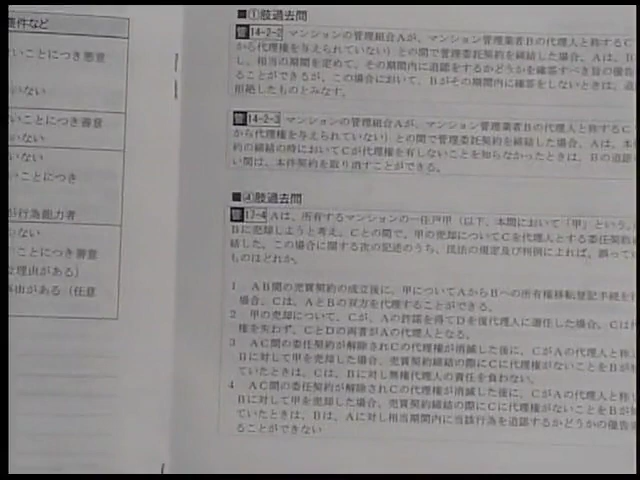 要件など
いことにつき悪意
いない
いことにつき善意
いない
いない
いことにつき
行為能力者
のない
ことにつき善意
な理由がある）
理由がある（任意
■①肢過去問
管14-2-2 マンションの管理組合Aが、マンション管理業者Bの代理人と称するC
から代理権を与えられていない）との間で管理委託契約を締結した場合、Aは、B
し、相当の期間を定めて、その期間内に追認をするかどうかを確答すべき旨の催告
ることができるが、この場合において、Bがその期間内に確答をしないときは、追
拒絶したものとみなす。
管14-2-3 マンションの管理組合Aが、マンション管理業者Bの代理人と称するC
から代理権を与えられていない）との間で管理委託契約を締結した場合、Aは、本件
約の締結の時においてCが代理権を有しないことを知らなかったときは、Bの追認
い間は、本件契約を取り消すことができる。
■④肢過去問
管17-4 Aは、所有するマンションの一住戸甲（以下、本問において「甲」という。
Bに売却しようと考え、Cとの間で、甲の売却についてCを代理人とする委任契約
結した。この場合に関する次の記述のうち、民法の規定及び判例によれば、誤って
ものはどれか。
1 AB間の売買契約の成立後に、甲についてAからBへの所有権移転登記手続を
場合、Cは、AとBの双方を代理することができる。
2 甲の売却について、Cが、Aの許諾を得てDを復代理人に選任した場合、Cは
権を失わず、CとDの両者がAの代理人となる。
3 AC間の委任契約が解除されCの代理権が消滅した後に、CがAの代理人と称
Bに対して甲を売却した場合、売買契約締結の際にCに代理権がないことをBが
ていたときは、Cは、Bに対し無権代理人の責任を負わない。
4 AC間の委任契約が解除されCの代理権が消滅した後に、CがAの代理人と称
Bに対して甲を売却した場合、売買契約締結の際にCに代理権がないことをBが
ていたときは、Bは、Aに対し相当期間内に当該行為を追認するかどうかの催告
ることができない